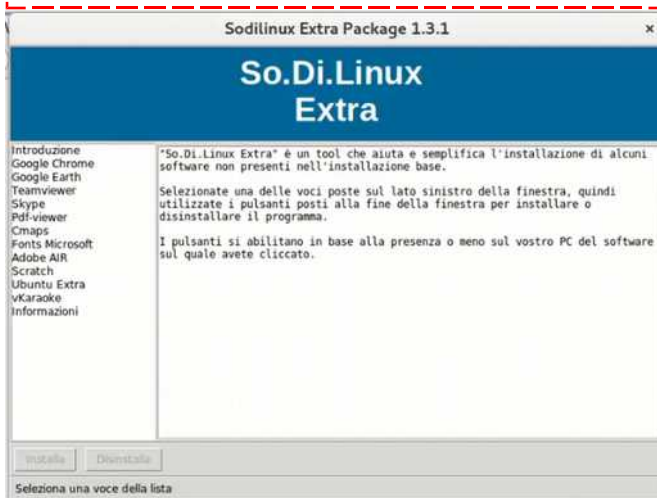 Sodilinux Extra Package 1.3.1
×
So.Di.Linux
Extra
Introduzione
Google Chrome
Google Earth
Teamviewer
Skype
Pdf-viewer
Cmaps
Fonts Microsoft
Adobe AIR
Scratch
Ubuntu Extra
vKaraoke
Informazioni
"So.Di.Linux Extra" è un tool che aiuta e semplifica l'installazione di alcuni
software non presenti nell'installazione base.
Selezionate una delle voci poste sul lato sinistro della finestra, quindi
utilizzate i pulsanti posti alla fine della finestra per installare o
disinstallare il programma.
I pulsanti si abilitano in base alla presenza o meno sul vostro PC del software
sul quale avete cliccato.
Installa
Disinstalla
Seleziona una voce della lista